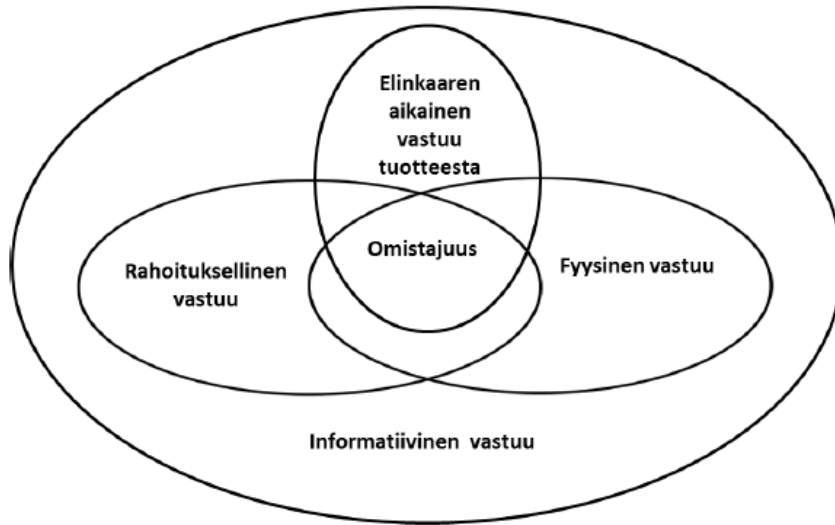 Elinkaaren
aikainen
vastuu
tuotteesta
Omistajuus
Rahoituksellinen
vastuu
Fyysinen vastuu
Informatiivinen vastuu